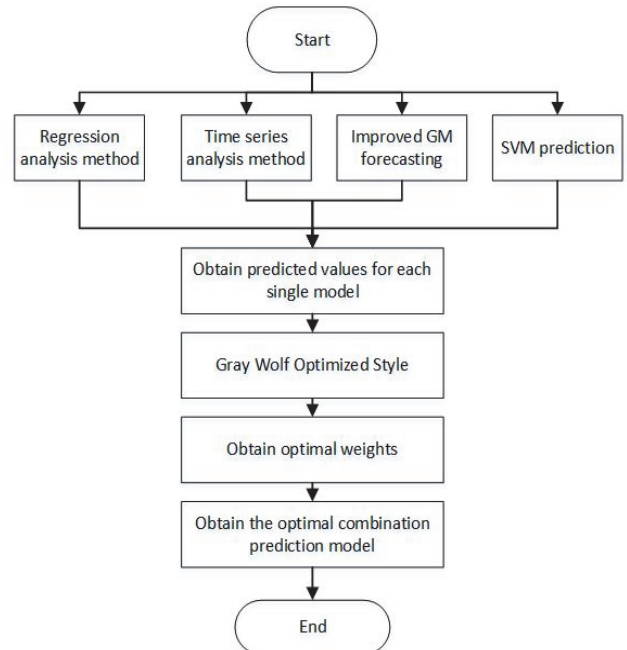 Start
Regression
analysis method
Time series
analysis method
Improved GM
forecasting
SVM prediction
Obtain predicted values for each
single model
Gray Wolf Optimized Style
Obtain optimal weights
Obtain the optimal combination
prediction model
End